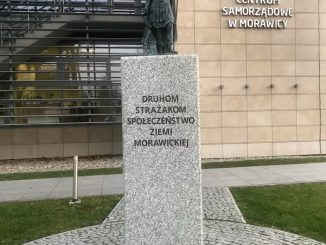 CENTRUM
SAMORZĄDOWE
W MORAWICY
DRUHOM
STRAŻAKOM
SPOŁECZEŃSTWO
ZIEMI
MORAWICKIEJ